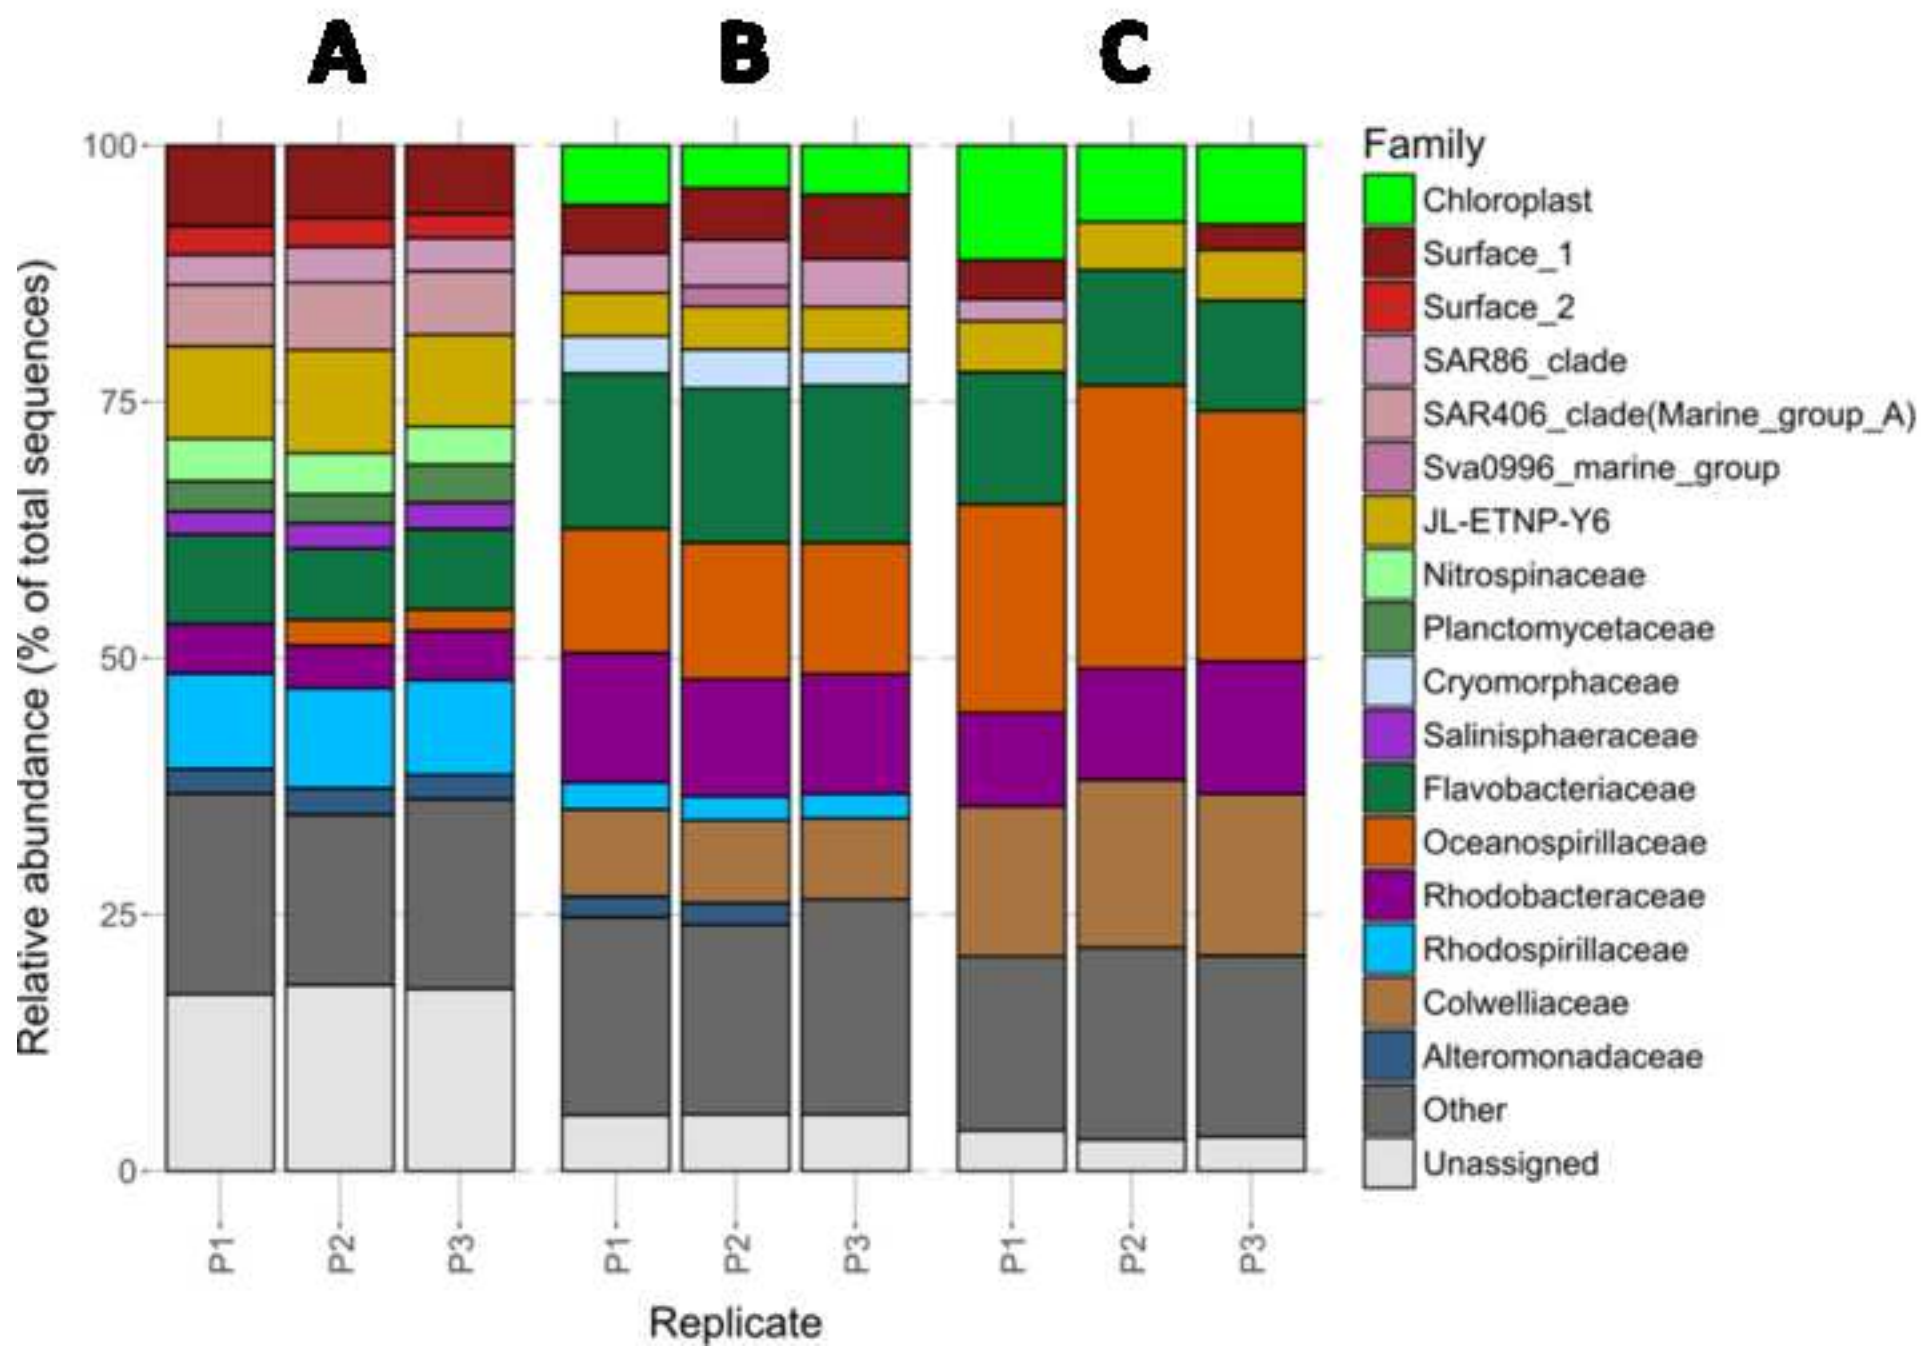 A B C
Relative abundance (% of total sequences)
100
75
50
25
0
P1 P2 P3 P1 P2 P3 P1 P2 P3
Replicate
Family
Chloroplast
Surface_1
Surface_2
SAR86_clade
SAR406_clade(Marine_group_A)
Sva0996_marine_group
JL-ETNP-Y6
Nitrospinaceae
Planctomycetaceae
Cryomorphaceae
Salinisphaeraceae
Flavobacteriaceae
Oceanospirillaceae
Rhodobacteraceae
Rhodospirillaceae
Colwelliaceae
Alteromonadaceae
Other
Unassigned